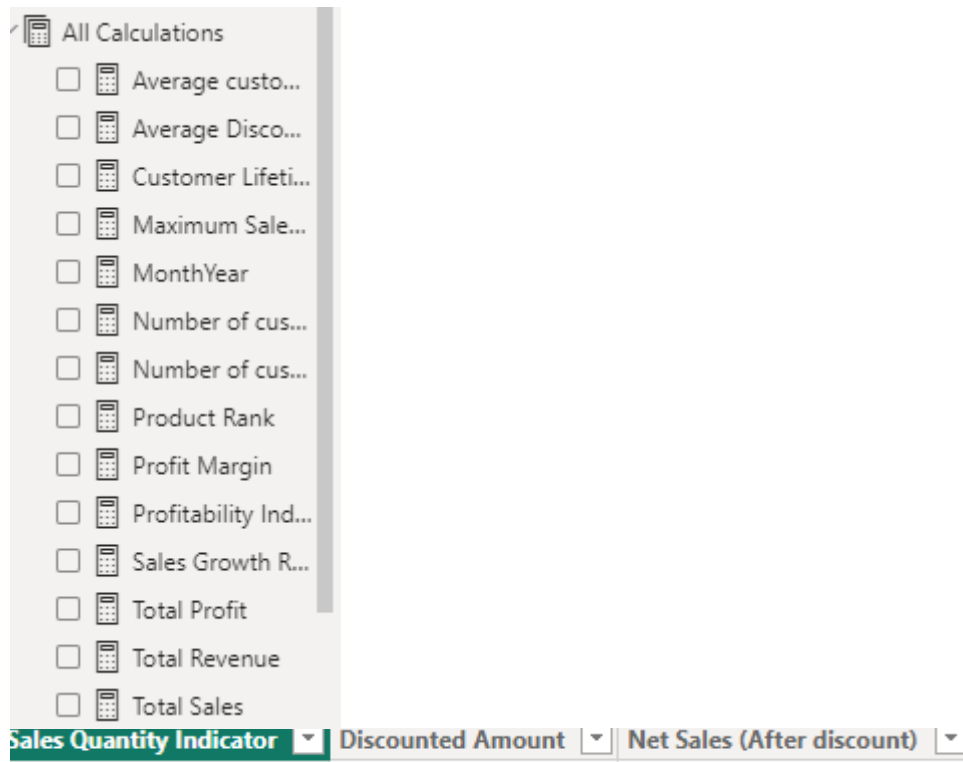 All Calculations
Average custo...
Average Disco...
Customer Lifeti...
Maximum Sale...
MonthYear
Number of cus...
Number of cus...
Product Rank
Profit Margin
Profitability Ind...
Sales Growth R...
Total Profit
Total Revenue
Total Sales
Sales Quantity Indicator Discounted Amount Net Sales (After discount)